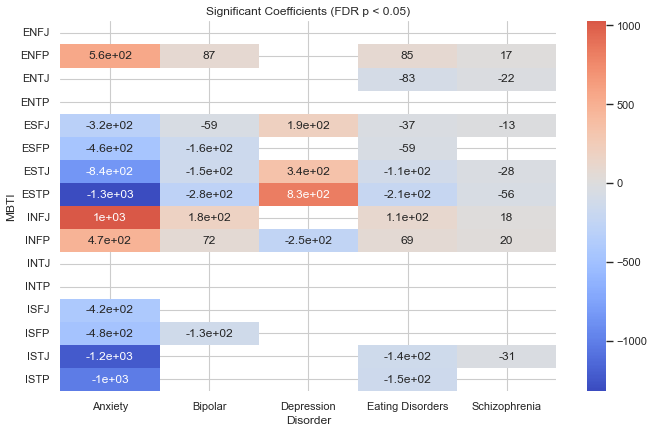 Significant Coefficients (FDR p < 0.05)
ENFJ
ENFP 5.6e+02 87 85 17
ENTJ -83 -22
ENTP
ESFJ -3.2e+02 -59 1.9e+02 -37 -13
ESFP -4.6e+02 -1.6e+02 -59
ESTJ -8.4e+02 -1.5e+02 3.4e+02 -1.1e+02 -28
ESTP -1.3e+03 -2.8e+02 8.3e+02 -2.1e+02 -56
INFJ 1e+03 1.8e+02 1.1e+02 18
INFP 4.7e+02 72 -2.5e+02 69 20
INTJ
INTP
ISFJ -4.2e+02
ISFP -4.8e+02 -1.3e+02
ISTJ -1.2e+03 -1.4e+02 -31
ISTP -1e+03 -1.5e+02
MBTI
Anxiety Bipolar Depression Eating Disorders Schizophrenia
Disorder
1000
500
0
−500
−1000